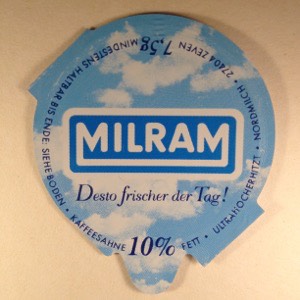 MILRAM
Desto frischer der Tag!
NORDMILCH • 27404 ZEVEN 7,5g MINDESTENS HALTBAR BIS ENDE: SIEHE BODEN • KAFFEESAHNE 10% FETT • ULTRAHOCHERHITZT •